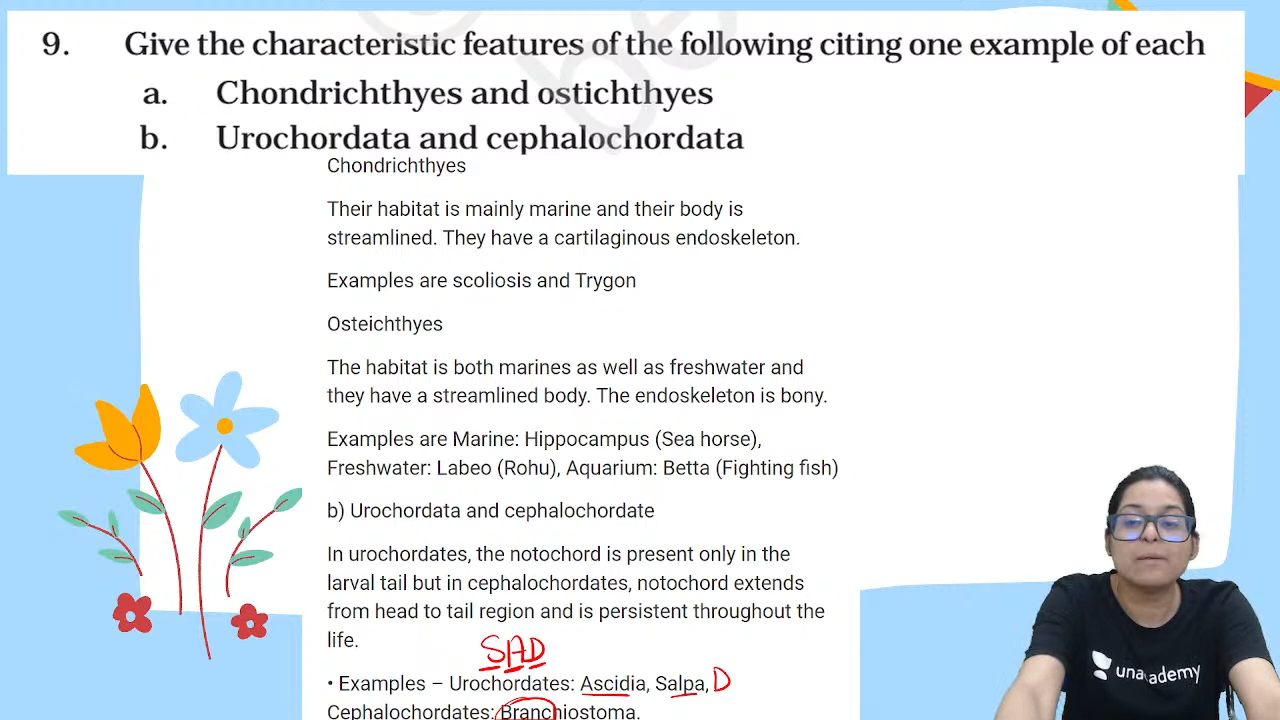 9. Give the characteristic features of the following citing one example of each
a. Chondrichthyes and ostichthyes
b. Urochordata and cephalochordata
Chondrichthyes
Their habitat is mainly marine and their body is
streamlined. They have a cartilaginous endoskeleton.
Examples are scoliosis and Trygon
Osteichthyes
The habitat is both marines as well as freshwater and
they have a streamlined body. The endoskeleton is bony.
Examples are Marine: Hippocampus (Sea horse),
Freshwater: Labeo (Rohu), Aquarium: Betta (Fighting fish)
b) Urochordata and cephalochordate
In urochordates, the notochord is present only in the
larval tail but in cephalochordates, notochord extends
from head to tail region and is persistent throughout the
life.
SAD
• Examples – Urochordates: Ascidia, Salpa, D
Cephalochordates: Branchiostoma.
unacademy